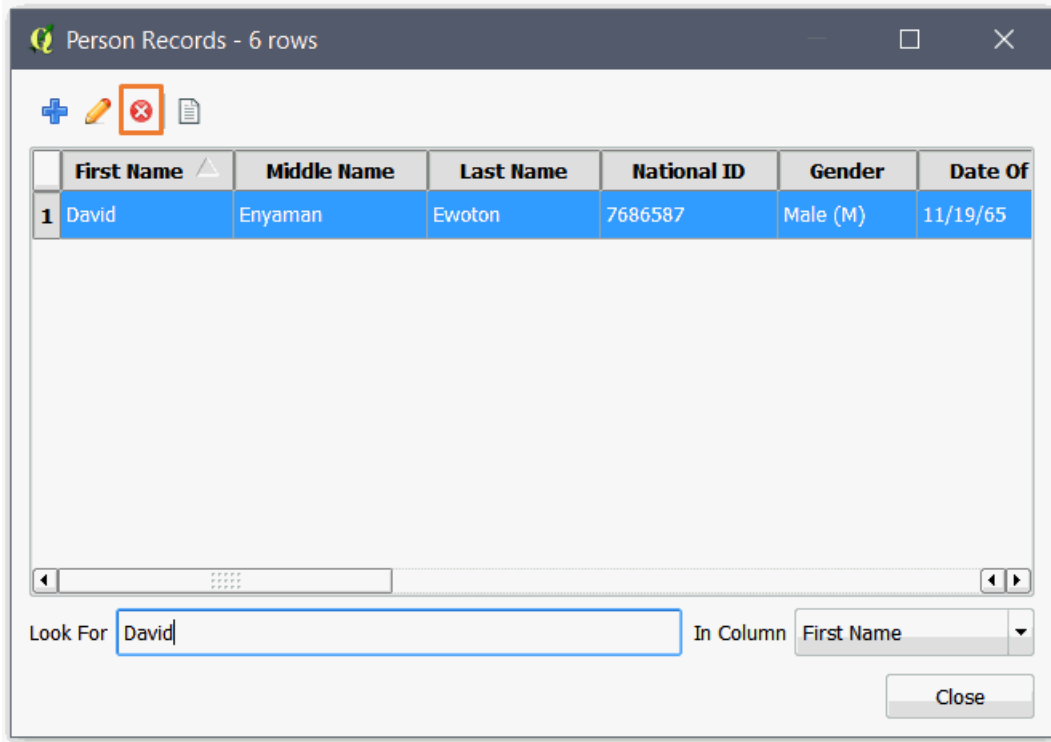 Person Records - 6 rows
First Name Middle Name Last Name National ID Gender Date Of
1 David Enyaman Ewoton 7686587 Male (M) 11/19/65
Look For David In Column First Name
Close